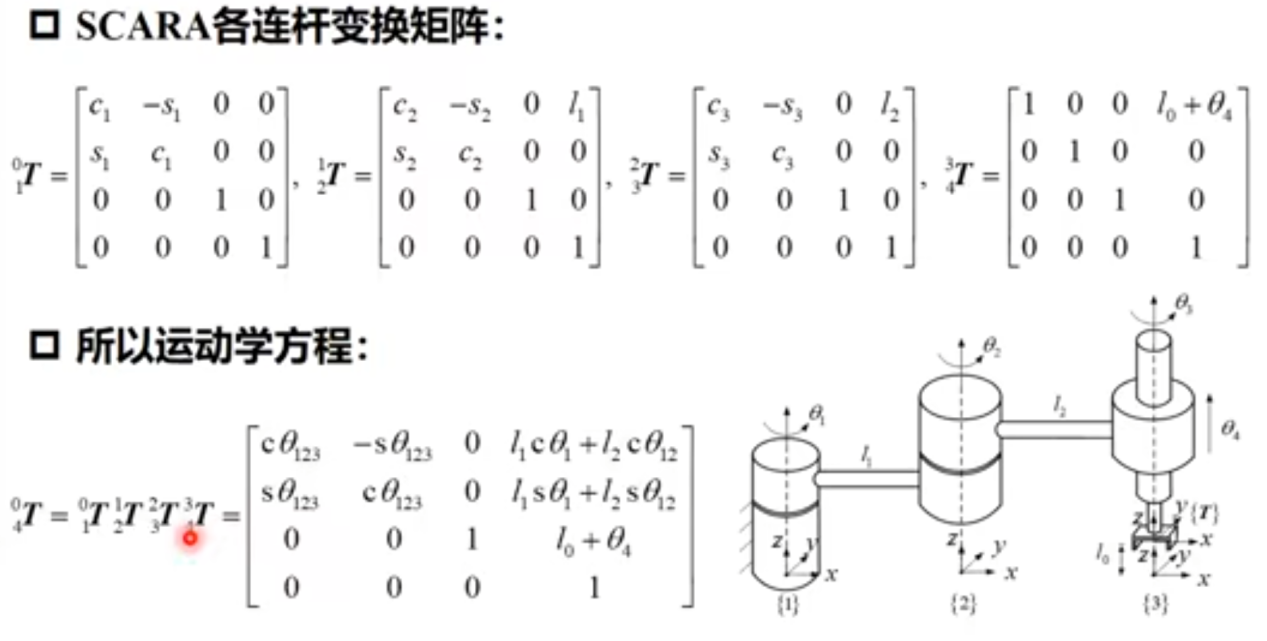 SCARA各连杆变换矩阵：
⁰₁T = [c₁ -s₁ 0 0; s₁ c₁ 0 0; 0 0 1 0; 0 0 0 1], ¹₂T = [c₂ -s₂ 0 l₁; s₂ c₂ 0 0; 0 0 1 0; 0 0 0 1], ²₃T = [c₃ -s₃ 0 l₂; s₃ c₃ 0 0; 0 0 1 0; 0 0 0 1], ³₄T = [1 0 0 l₀+θ₄; 0 1 0 0; 0 0 1 0; 0 0 0 1]
所以运动学方程：
⁰₄T = ⁰₁T ¹₂T ²₃T ³₄T = [cθ₁₂₃ -sθ₁₂₃ 0 l₁cθ₁+l₂cθ₁₂; sθ₁₂₃ cθ₁₂₃ 0 l₁sθ₁+l₂sθ₁₂; 0 0 1 l₀+θ₄; 0 0 0 1]
θ₃
θ₂
θ₁
l₂
θ₄
l₁
z y {T}
x
l₀
z y x
z y x
z y x
{1} {2} {3}